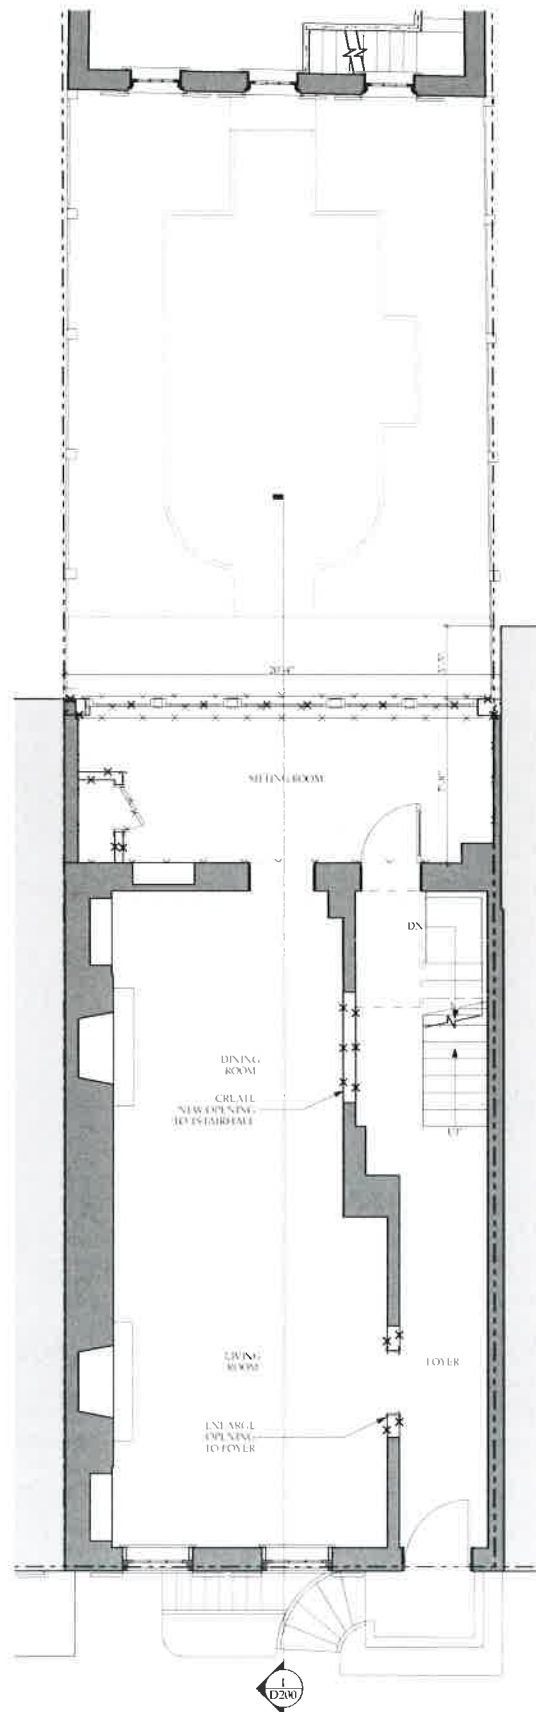 20'-4"
SITTING ROOM
DN
DINING
ROOM
CREATE
NEW OPENING
TO STAIRHALL
UP
LIVING
ROOM
FOYER
ENLARGE
OPENING
TO FOYER
1
D200